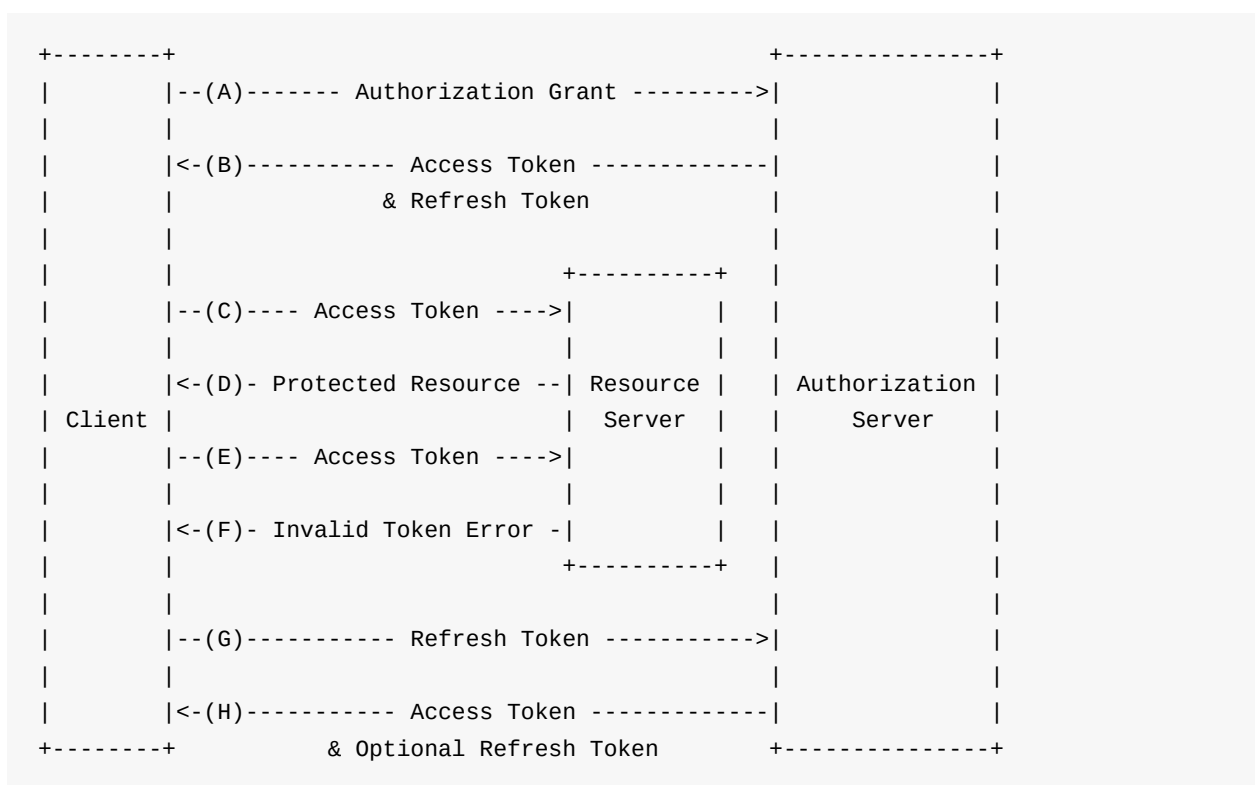 +--------+                                           +---------------+
|        |--(A)------- Authorization Grant --------->|               |
|        |                                           |               |
|        |<-(B)----------- Access Token -------------|               |
|        |               & Refresh Token             |               |
|        |                                           |               |
|        |                            +----------+   |               |
|        |--(C)---- Access Token ---->|          |   |               |
|        |                            |          |   |               |
|        |<-(D)- Protected Resource --| Resource |   | Authorization |
| Client |                            |  Server  |   |     Server    |
|        |--(E)---- Access Token ---->|          |   |               |
|        |                            |          |   |               |
|        |<-(F)- Invalid Token Error -|          |   |               |
|        |                            +----------+   |               |
|        |                                           |               |
|        |--(G)----------- Refresh Token ----------->|               |
|        |                                           |               |
|        |<-(H)----------- Access Token -------------|               |
+--------+           & Optional Refresh Token        +---------------+